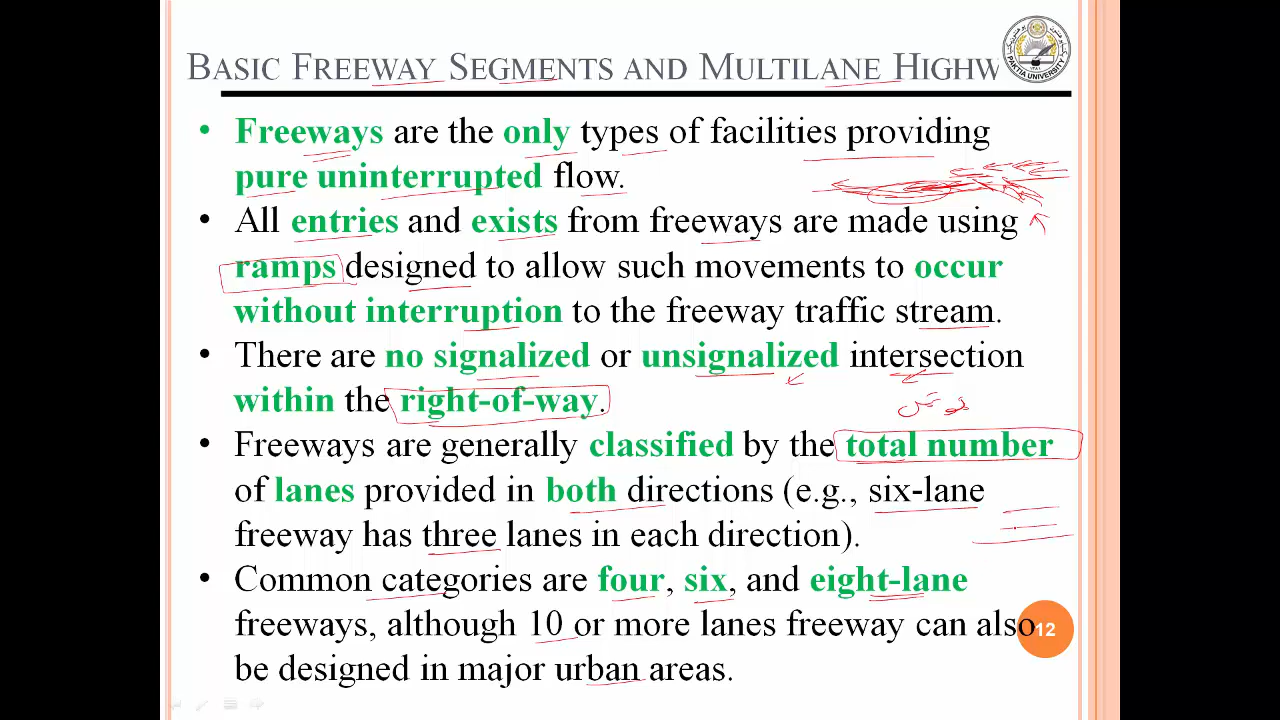 BASIC FREEWAY SEGMENTS AND MULTILANE HIGHW
PAKTIA UNIVERSITY
• Freeways are the only types of facilities providing
pure uninterrupted flow.
• All entries and exists from freeways are made using
ramps designed to allow such movements to occur
without interruption to the freeway traffic stream.
• There are no signalized or unsignalized intersection
within the right-of-way.
• Freeways are generally classified by the total number
of lanes provided in both directions (e.g., six-lane
freeway has three lanes in each direction).
• Common categories are four, six, and eight-lane
freeways, although 10 or more lanes freeway can also
be designed in major urban areas.
12